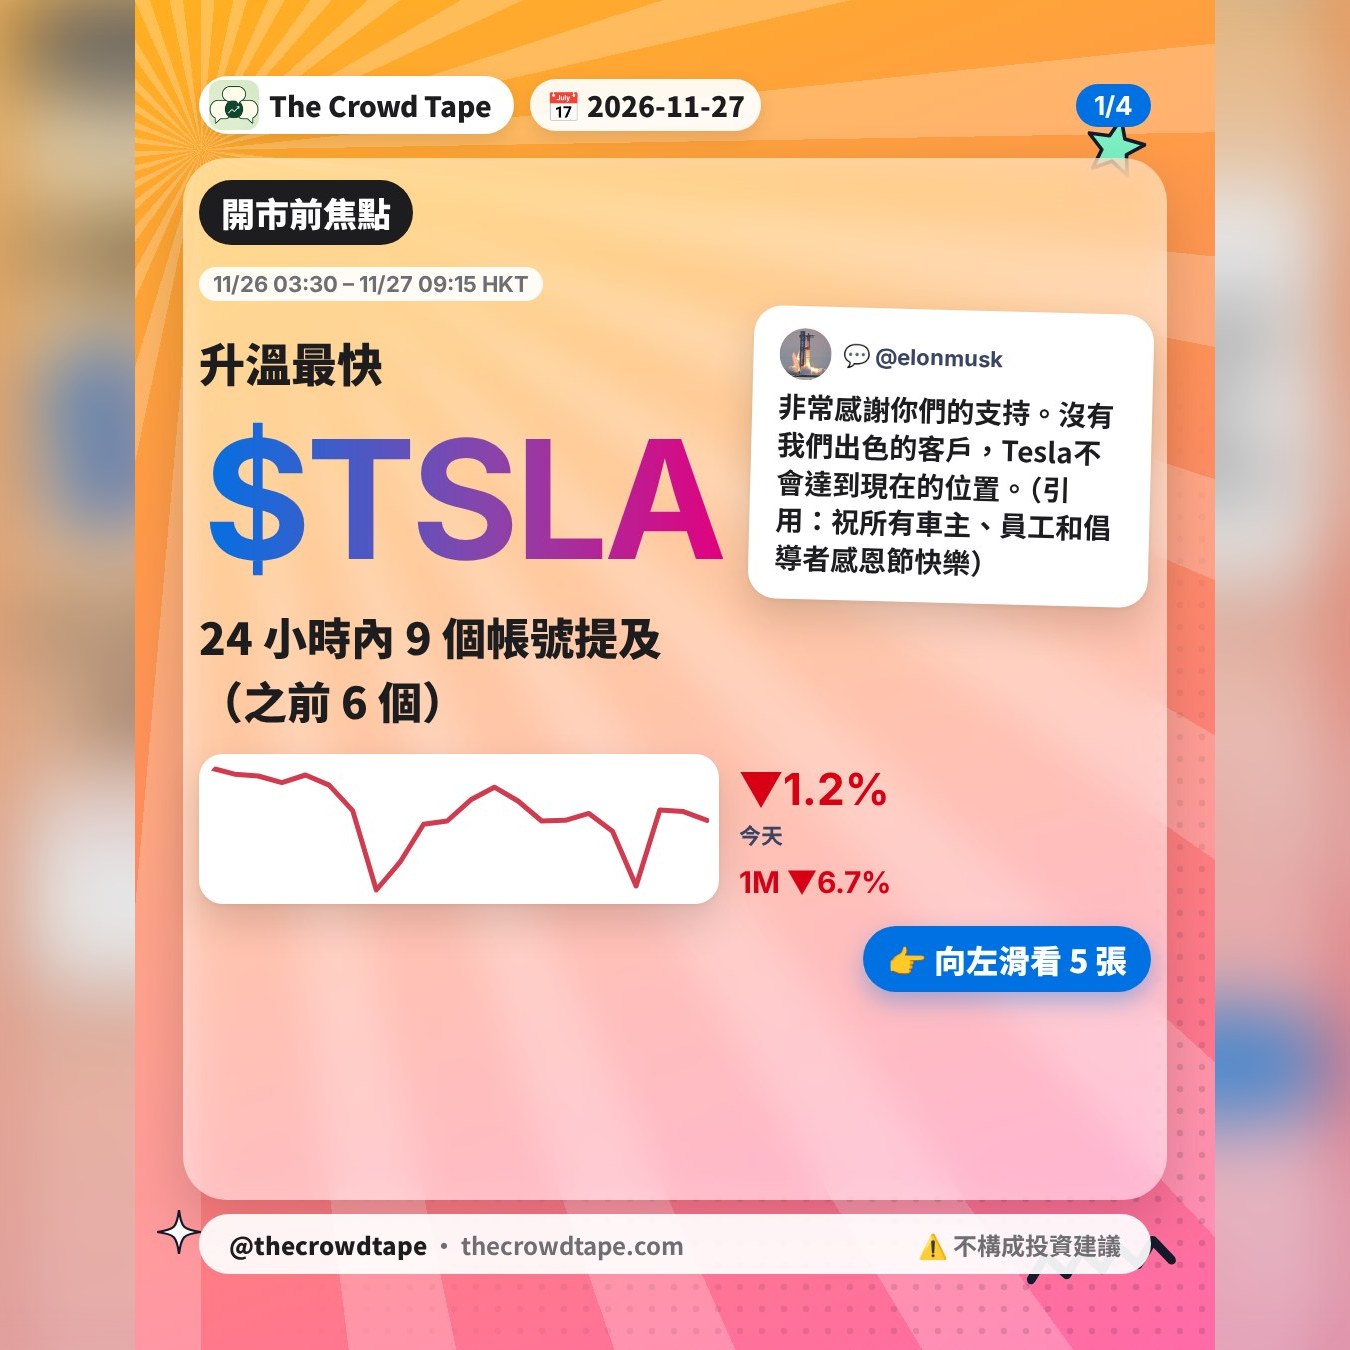 The Crowd Tape
July 17 2026-11-27
1/4
開市前焦點
11/26 03:30 – 11/27 09:15 HKT
升溫最快
$TSLA
💬 @elonmusk
非常感謝你們的支持。沒有
我們出色的客戶，Tesla不
會達到現在的位置。（引
用：祝所有車主、員工和倡
導者感恩節快樂）
24 小時內 9 個帳號提及
（之前 6 個）
▼1.2%
今天
1M ▼6.7%
👉 向左滑看 5 張
@thecrowdtape • thecrowdtape.com
⚠️ 不構成投資建議